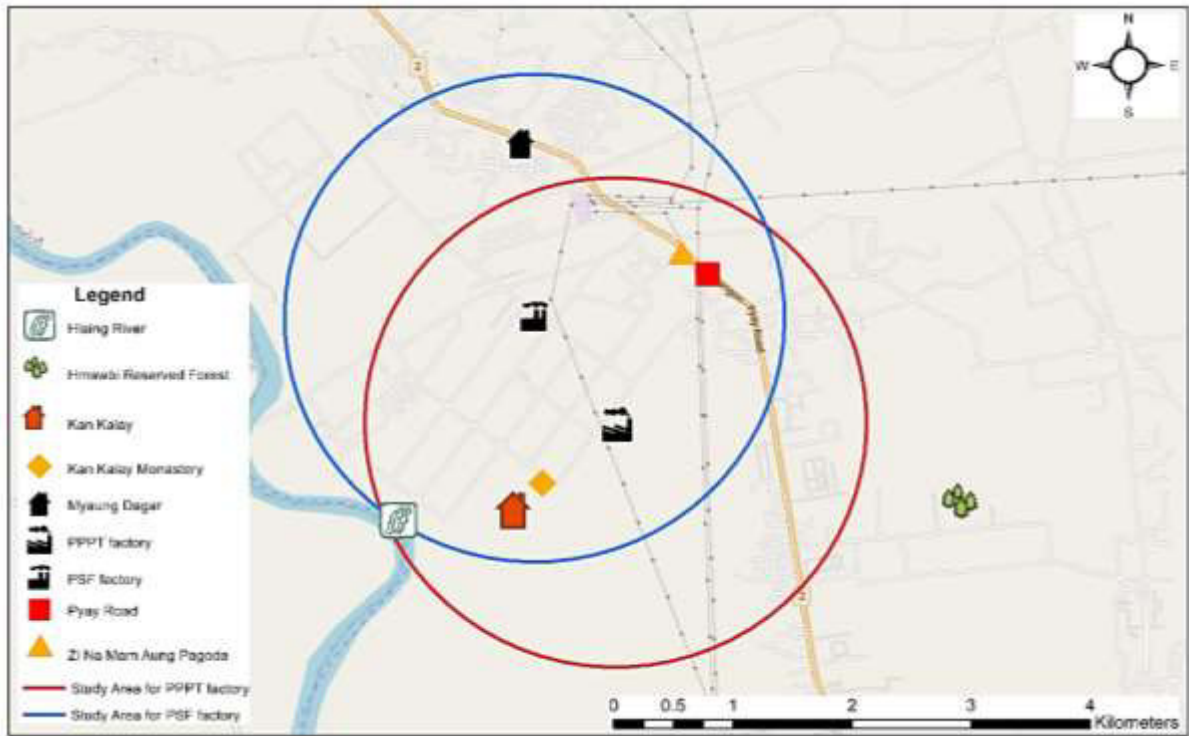 N
W E
S
2
Pyay Road
2
Legend
Hlaing River
Hmawbi Reserved Forest
Kan Kalay
Kan Kalay Monastery
Myaung Dagar
PPPT factory
PSF factory
Pyay Road
Zi Na Mam Aung Pagoda
Study Area for PPPT factory
Study Area for PSF factory
0 0.5 1 2 3 4
Kilometers